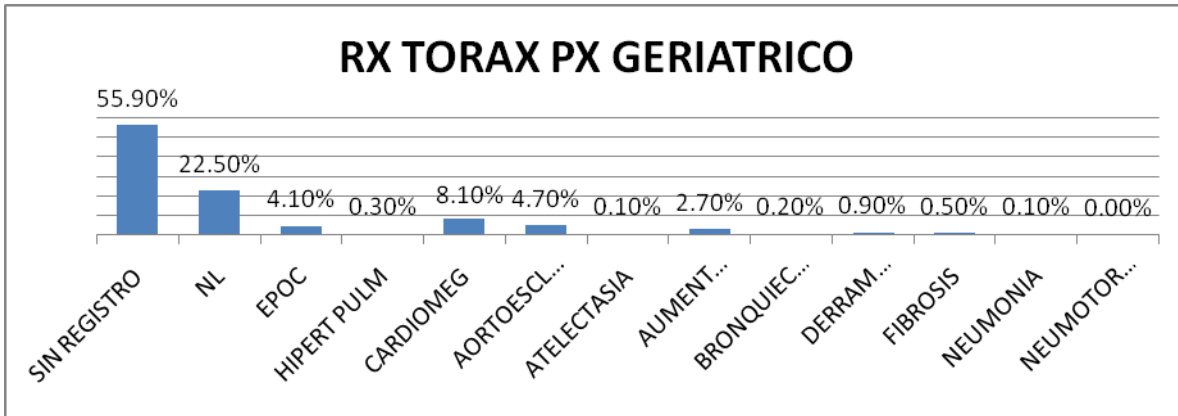 RX TORAX PX GERIATRICO
55.90%
22.50%
4.10%
0.30%
8.10%
4.70%
0.10%
2.70%
0.20%
0.90%
0.50%
0.10%
0.00%
SIN REGISTRO
NL
EPOC
HIPERT PULM
CARDIOMEG
AORTOESCL...
ATELECTASIA
AUMENT...
BRONQUIEC...
DERRAM...
FIBROSIS
NEUMONIA
NEUMOTOR...